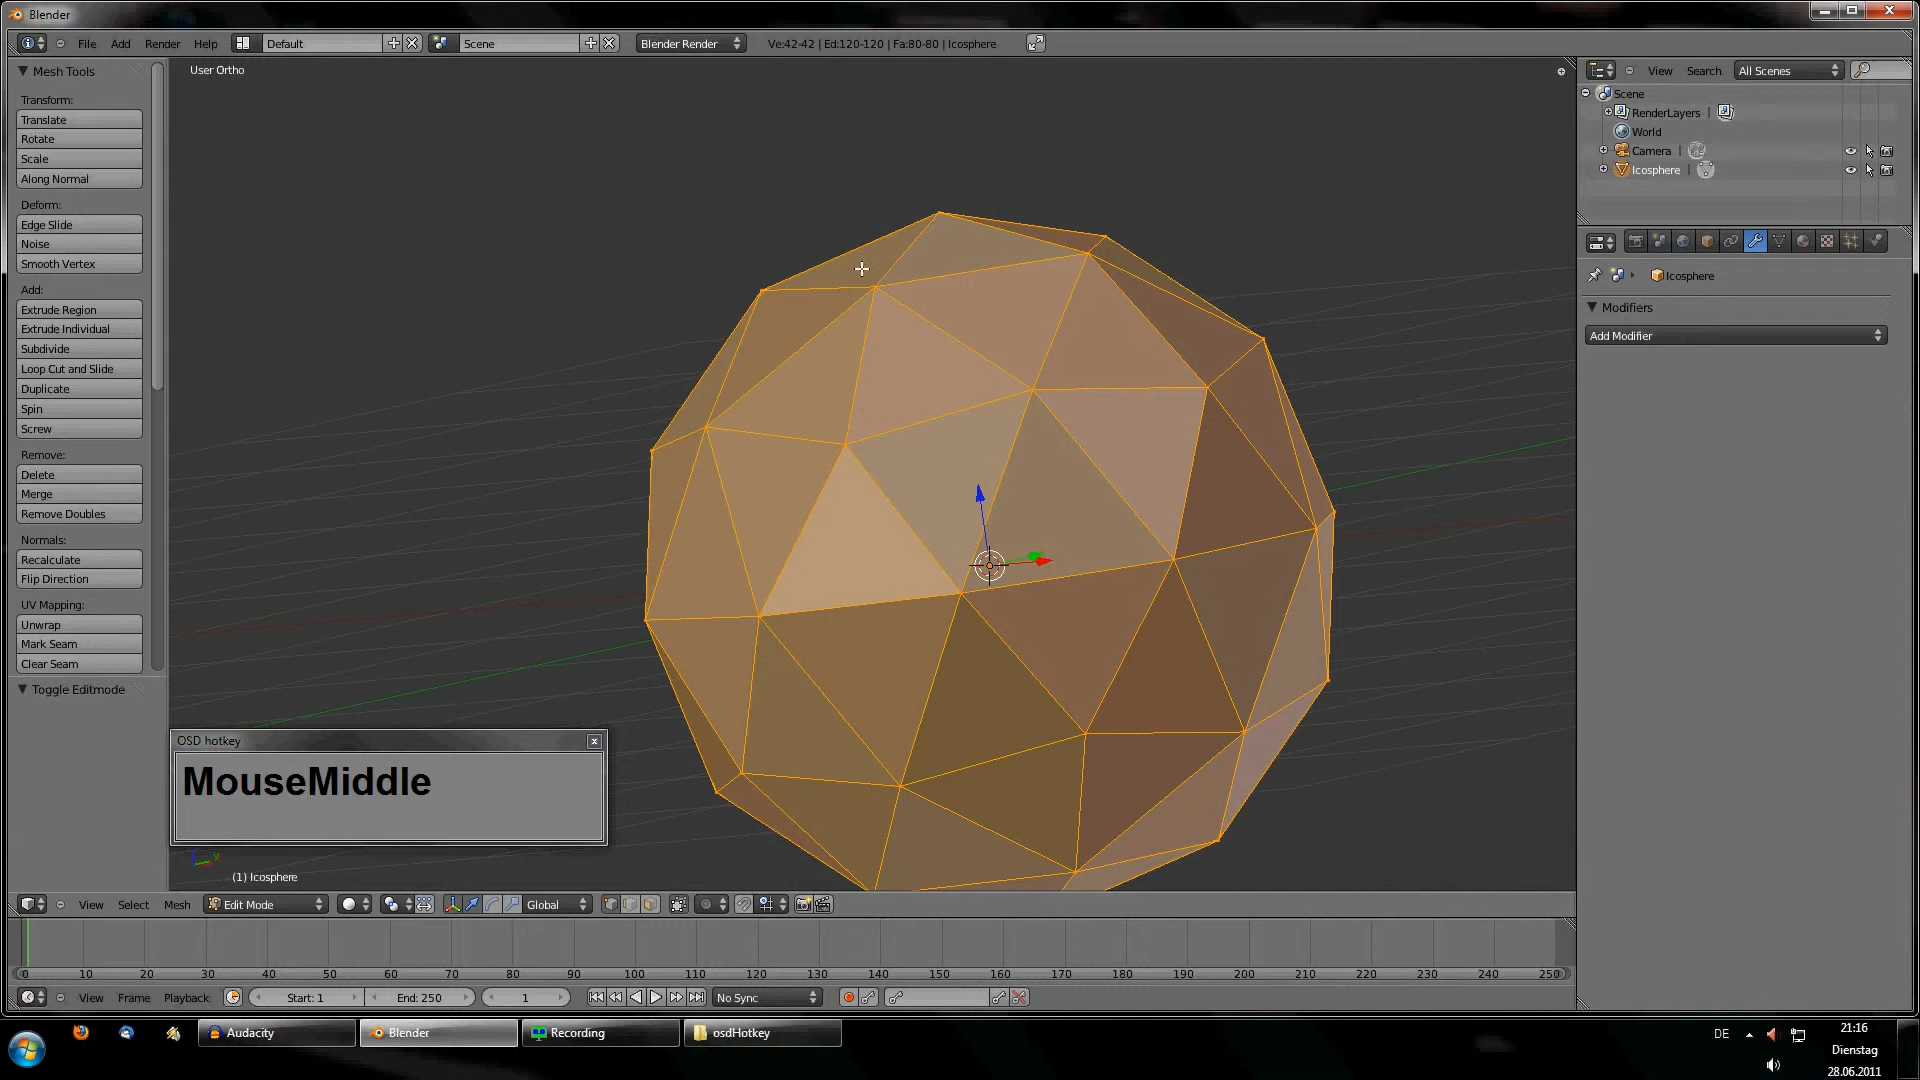 Blender
File Add Render Help Default Scene Blender Render Ve:42-42 | Ed:120-120 | Fa:80-80 | Icosphere
Mesh Tools
Transform:
Translate
Rotate
Scale
Along Normal
Deform:
Edge Slide
Noise
Smooth Vertex
Add:
Extrude Region
Extrude Individual
Subdivide
Loop Cut and Slide
Duplicate
Spin
Screw
Remove:
Delete
Merge
Remove Doubles
Normals:
Recalculate
Flip Direction
UV Mapping:
Unwrap
Mark Seam
Clear Seam
Toggle Editmode
User Ortho
OSD hotkey
MouseMiddle
(1) Icosphere
View Search All Scenes
Scene
RenderLayers |
World
Camera |
Icosphere |
Icosphere
Modifiers
Add Modifier
View Select Mesh Edit Mode Global
0 10 20 30 40 50 60 70 80 90 100 110 120 130 140 150 160 170 180 190 200 210 220 230 240 250
View Frame Playback Start: 1 End: 250 1 No Sync
Audacity Blender Recording osdHotkey
DE
21:16
Dienstag
28.06.2011